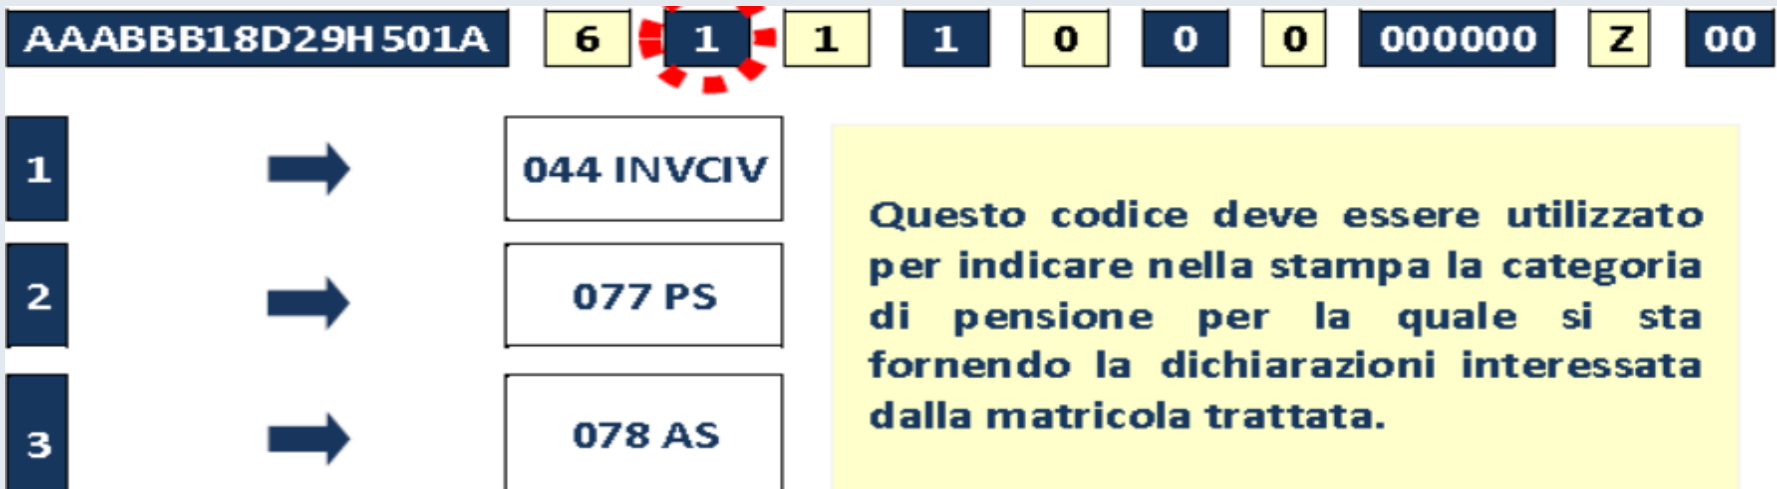 AAABBB18D29H501A 6 1 1 1 0 0 0 000000 Z 00
1 044 INVCIV
2 077 PS
3 078 AS
Questo codice deve essere utilizzato
per indicare nella stampa la categoria
di pensione per la quale si sta
fornendo la dichiarazioni interessata
dalla matricola trattata.